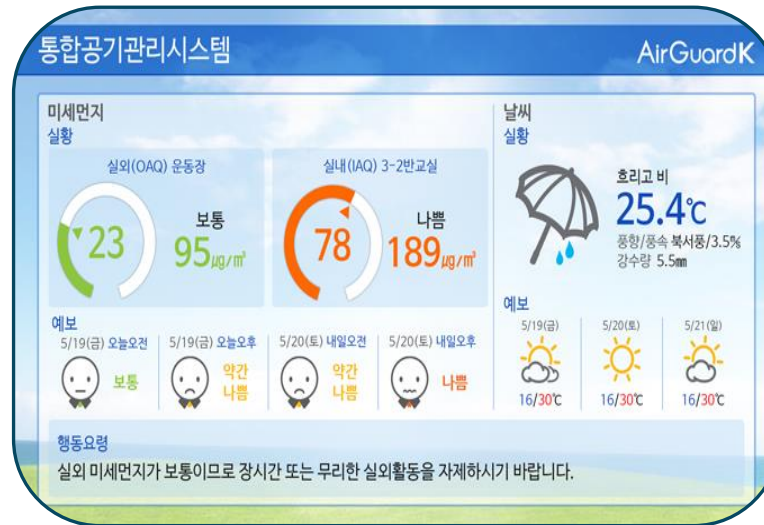 통합공기관리시스템
AirGuard K
미세먼지
실황
실외(OAQ) 운동장
23
보통
95㎍/㎥
실내(IAQ) 3-2반교실
78
나쁨
189㎍/㎥
예보
5/19(금) 오늘오전
보통
5/19(금) 오늘오후
약간
나쁨
5/20(토) 내일오전
약간
나쁨
5/20(토) 내일오후
나쁨
날씨
실황
흐리고 비
25.4℃
풍향/풍속 북서풍/3.5%
강수량 5.5㎜
예보
5/19(금)
16/30℃
5/20(토)
16/30℃
5/21(일)
16/30℃
행동요령
실외 미세먼지가 보통이므로 장시간 또는 무리한 실외활동을 자제하시기 바랍니다.